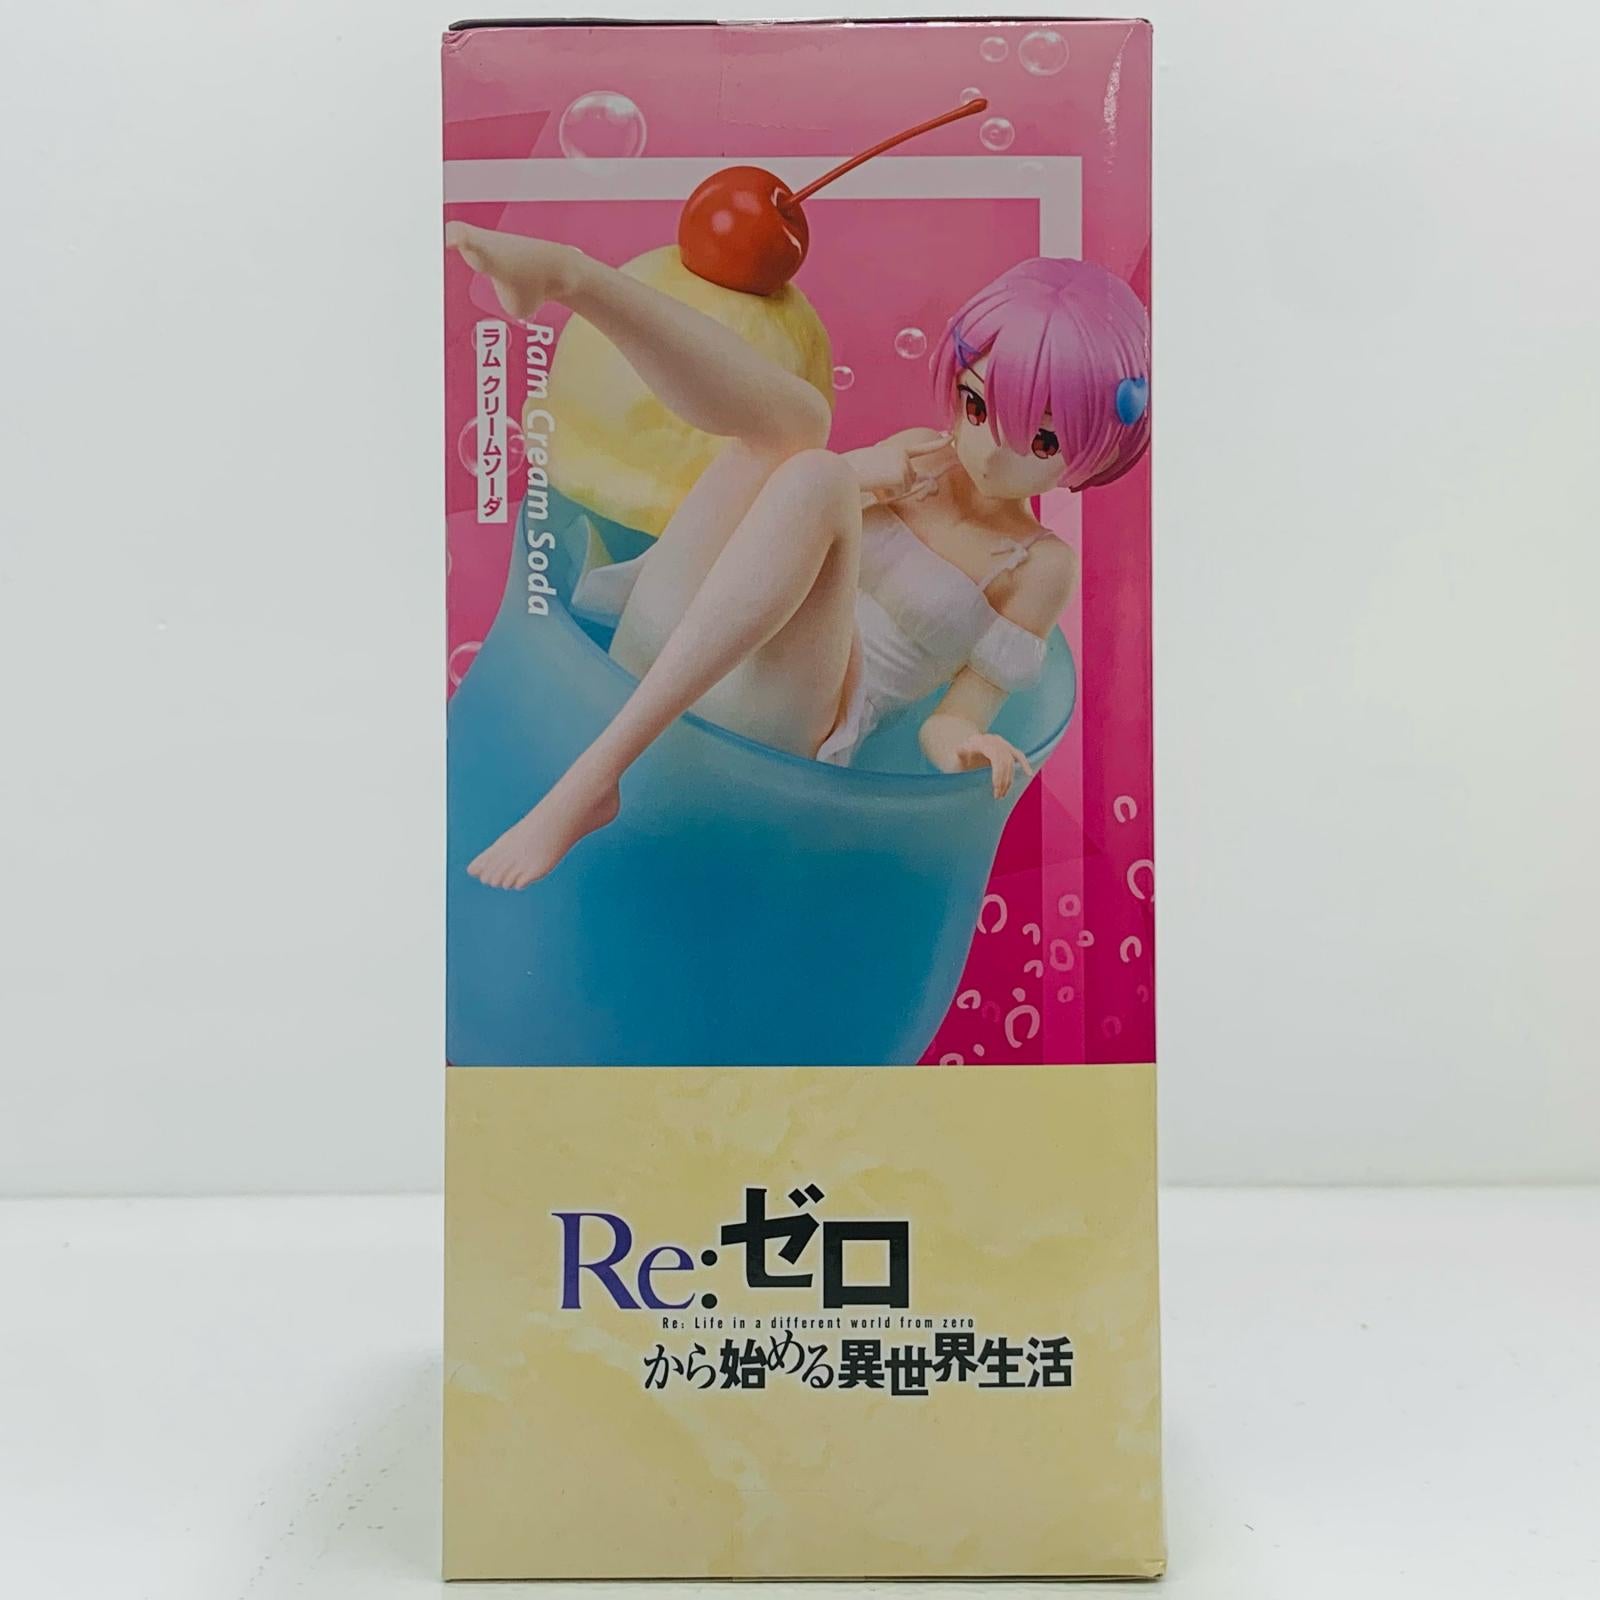 Ram Cream Soda
ラム クリームソーダ
Re:ゼロ
Re: Life in a different world from zero
から始める異世界生活